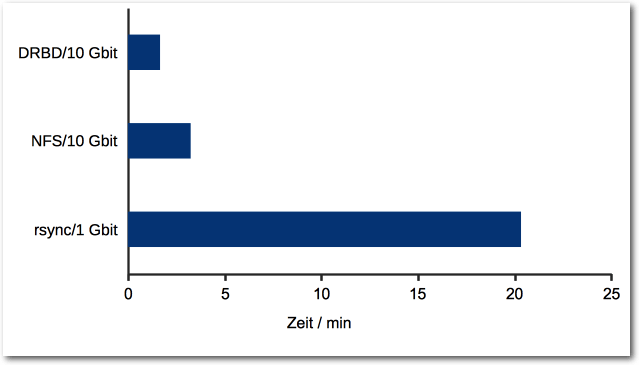 DRBD/10 Gbit
NFS/10 Gbit
rsync/1 Gbit
0 5 10 15 20 25
Zeit / min